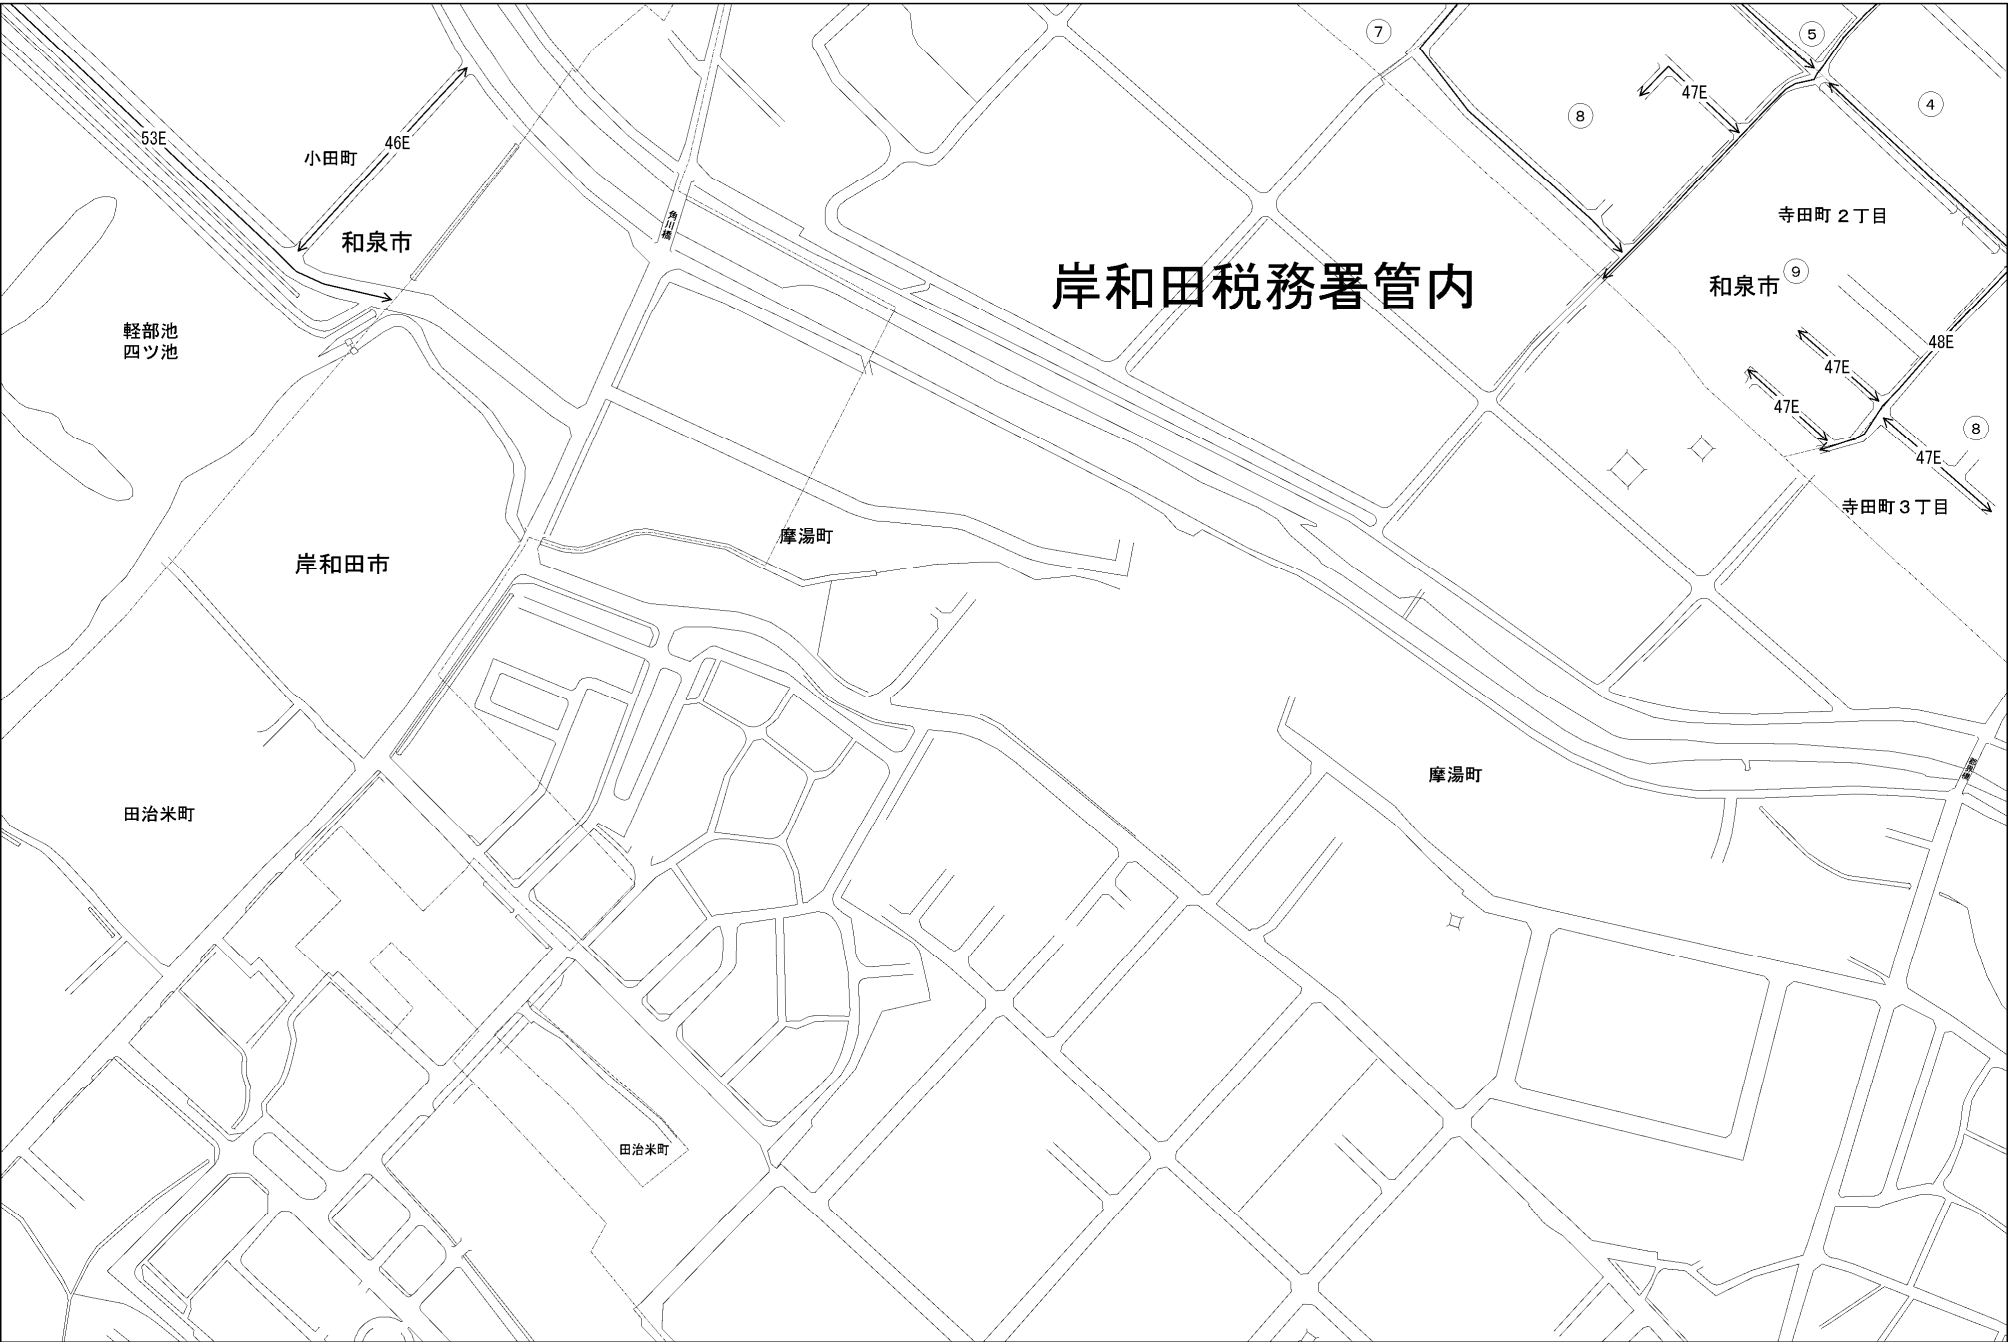 ⑦
⑤
47E
④
⑧
53E
46E
小田町
角川橋
寺田町2丁目
和泉市
岸和田税務署管内
和泉市
⑨
軽部池
四ツ池
48E
47E
47E
⑧
47E
寺田町3丁目
摩湯町
岸和田市
摩湯町
田治米町
田治米町